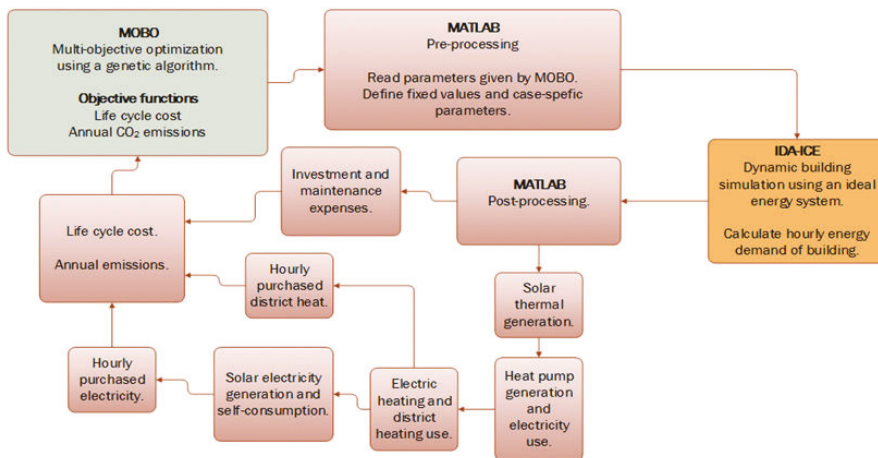 MOBO
Multi-objective optimization
using a genetic algorithm.
Objective functions
Life cycle cost
Annual CO₂ emissions
MATLAB
Pre-processing
Read parameters given by MOBO.
Define fixed values and case-spefic
parameters.
IDA-ICE
Dynamic building
simulation using an ideal
energy system.
Calculate hourly energy
demand of building.
MATLAB
Post-processing.
Investment and
maintenance
expenses.
Life cycle cost.
Annual emissions.
Hourly
purchased
district heat.
Solar
thermal
generation.
Hourly
purchased
electricity.
Solar electricity
generation and
self-consumption.
Electric
heating and
district
heating use.
Heat pump
generation
and
electricity
use.